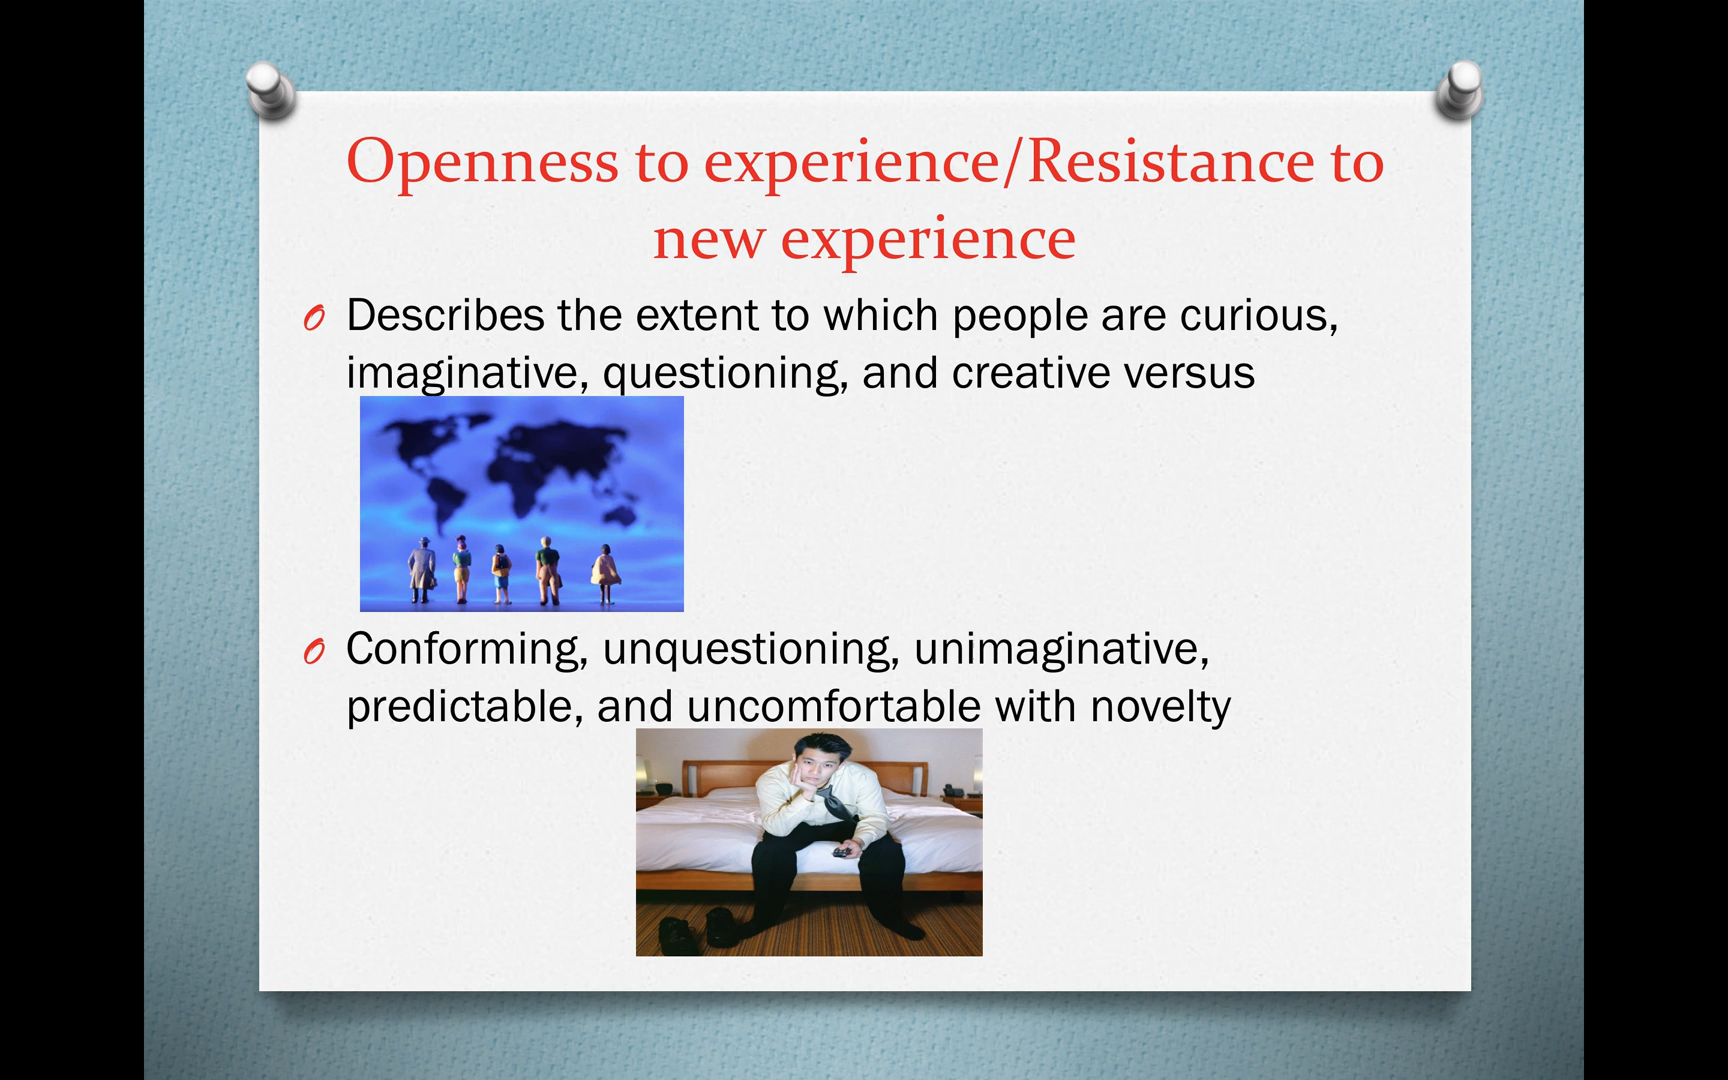 Openness to experience/Resistance to
new experience
Describes the extent to which people are curious,
imaginative, questioning, and creative versus
Conforming, unquestioning, unimaginative,
predictable, and uncomfortable with novelty